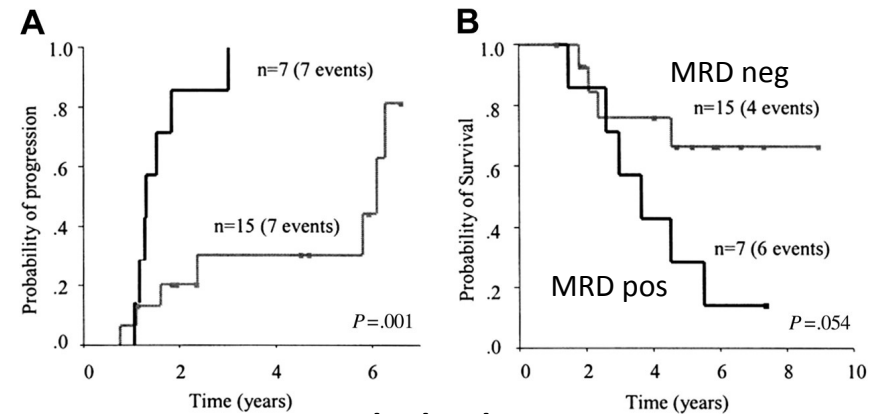 A
Probability of progression
1.0
.8
.6
.4
.2
.0
n=7 (7 events)
n=15 (7 events)
P=.001
0 2 4 6
Time (years)
B
Probability of Survival
1.0
.8
.6
.4
.2
.0
MRD neg
n=15 (4 events)
n=7 (6 events)
MRD pos
P=.054
0 2 4 6 8 10
Time (years)